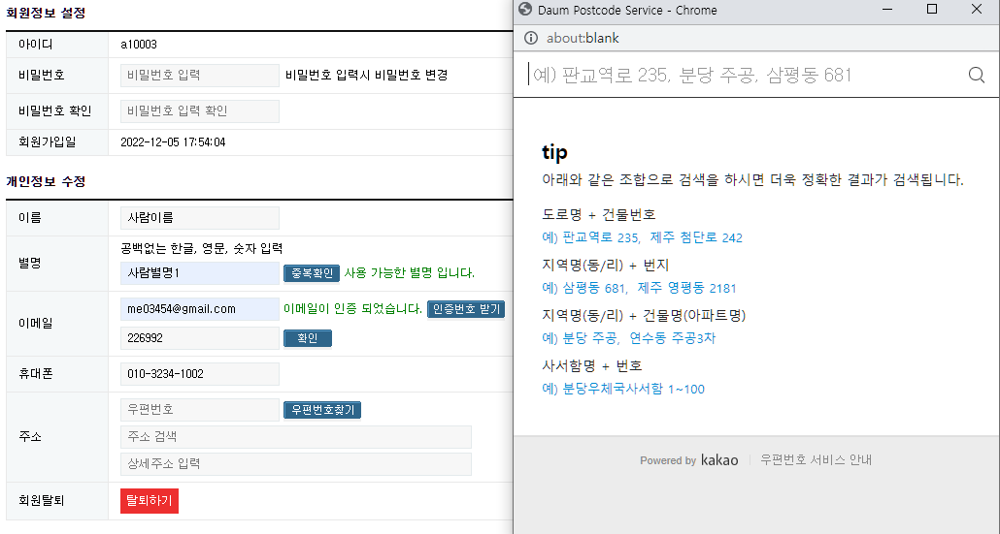 회원정보 설정
아이디 a10003
비밀번호 비밀번호 입력 비밀번호 입력시 비밀번호 변경
비밀번호 확인 비밀번호 입력 확인
회원가입일 2022-12-05 17:54:04
개인정보 수정
이름 사람이름
공백없는 한글, 영문, 숫자 입력
별명 사람별명1 중복확인 사용 가능한 별명 입니다.
이메일 me03454@gmail.com 이메일이 인증 되었습니다. 인증번호 받기
226992 확인
휴대폰 010-3234-1002
우편번호 우편번호찾기
주소 주소 검색
상세주소 입력
회원탈퇴 탈퇴하기
Daum Postcode Service - Chrome
about:blank
예) 판교역로 235, 분당 주공, 삼평동 681
tip
아래와 같은 조합으로 검색을 하시면 더욱 정확한 결과가 검색됩니다.
도로명 + 건물번호
예) 판교역로 235, 제주 첨단로 242
지역명(동/리) + 번지
예) 삼평동 681, 제주 영평동 2181
지역명(동/리) + 건물명(아파트명)
예) 분당 주공, 연수동 주공3차
사서함명 + 번호
예) 분당우체국사서함 1~100
Powered by kakao 우편번호 서비스 안내